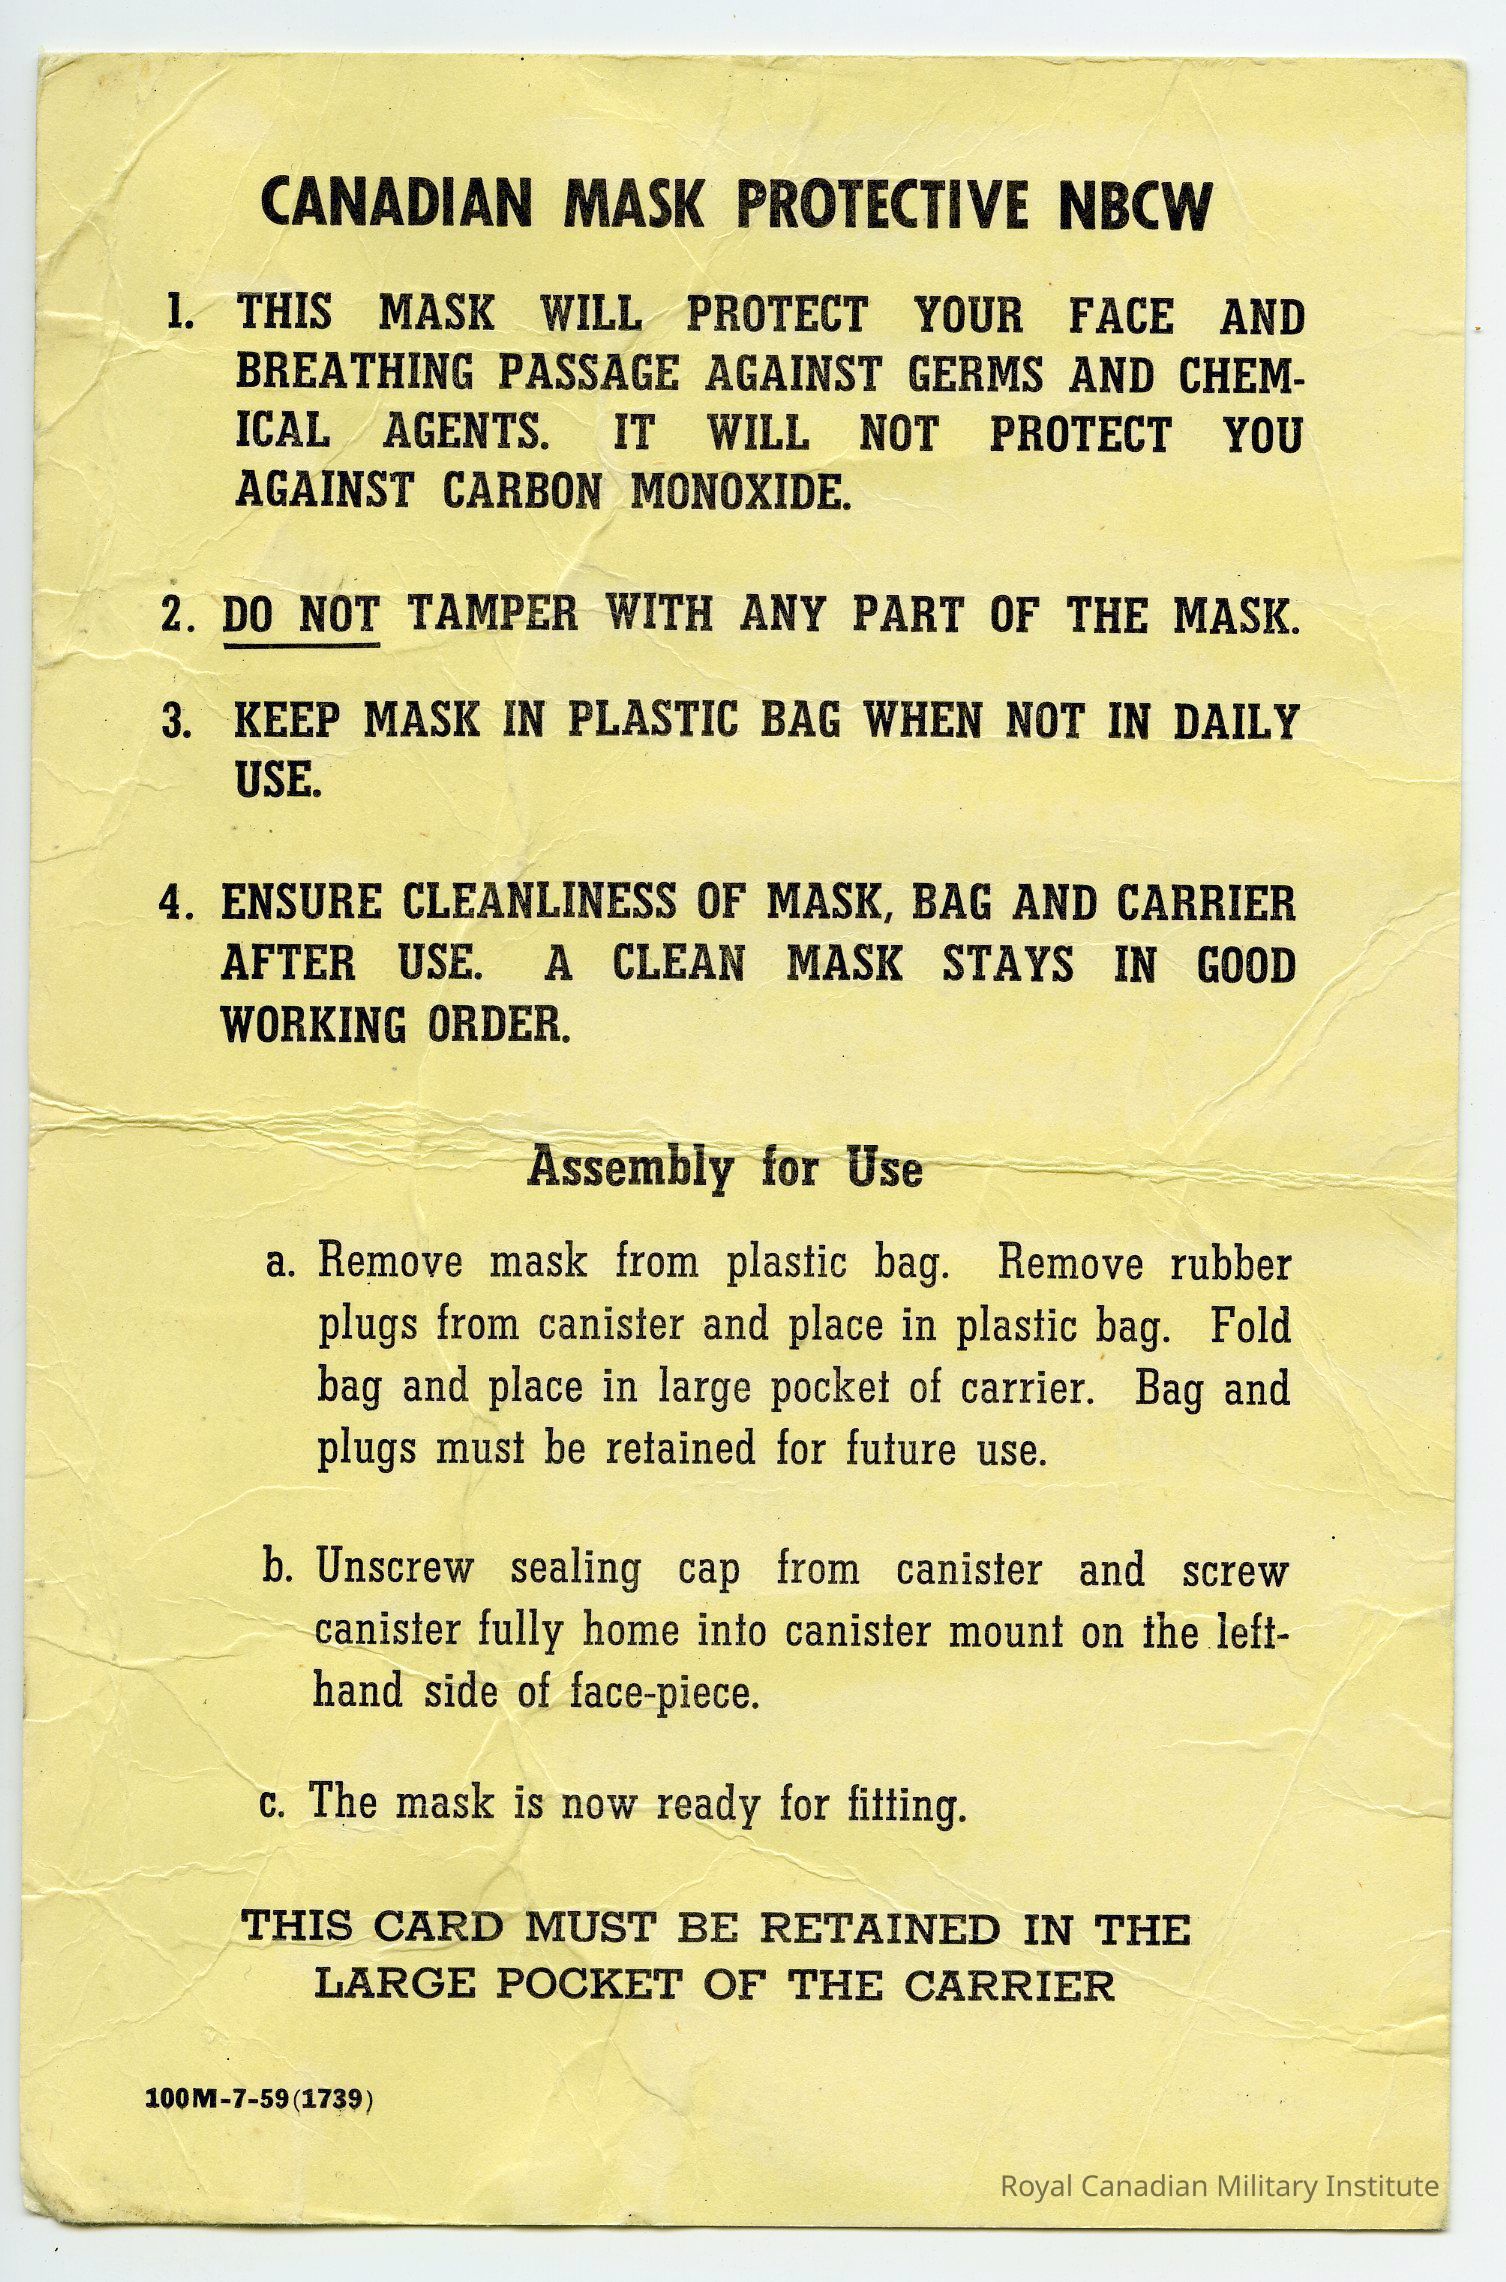 CANADIAN MASK PROTECTIVE NBCW
1. THIS MASK WILL PROTECT YOUR FACE AND
BREATHING PASSAGE AGAINST GERMS AND CHEM-
ICAL AGENTS. IT WILL NOT PROTECT YOU
AGAINST CARBON MONOXIDE.
2. DO NOT TAMPER WITH ANY PART OF THE MASK.
3. KEEP MASK IN PLASTIC BAG WHEN NOT IN DAILY
USE.
4. ENSURE CLEANLINESS OF MASK, BAG AND CARRIER
AFTER USE. A CLEAN MASK STAYS IN GOOD
WORKING ORDER.
Assembly for Use
a. Remove mask from plastic bag. Remove rubber
plugs from canister and place in plastic bag. Fold
bag and place in large pocket of carrier. Bag and
plugs must be retained for future use.
b. Unscrew sealing cap from canister and screw
canister fully home into canister mount on the left-
hand side of face-piece.
c. The mask is now ready for fitting.
THIS CARD MUST BE RETAINED IN THE
LARGE POCKET OF THE CARRIER
100M-7-59(1739)
Royal Canadian Military Institute